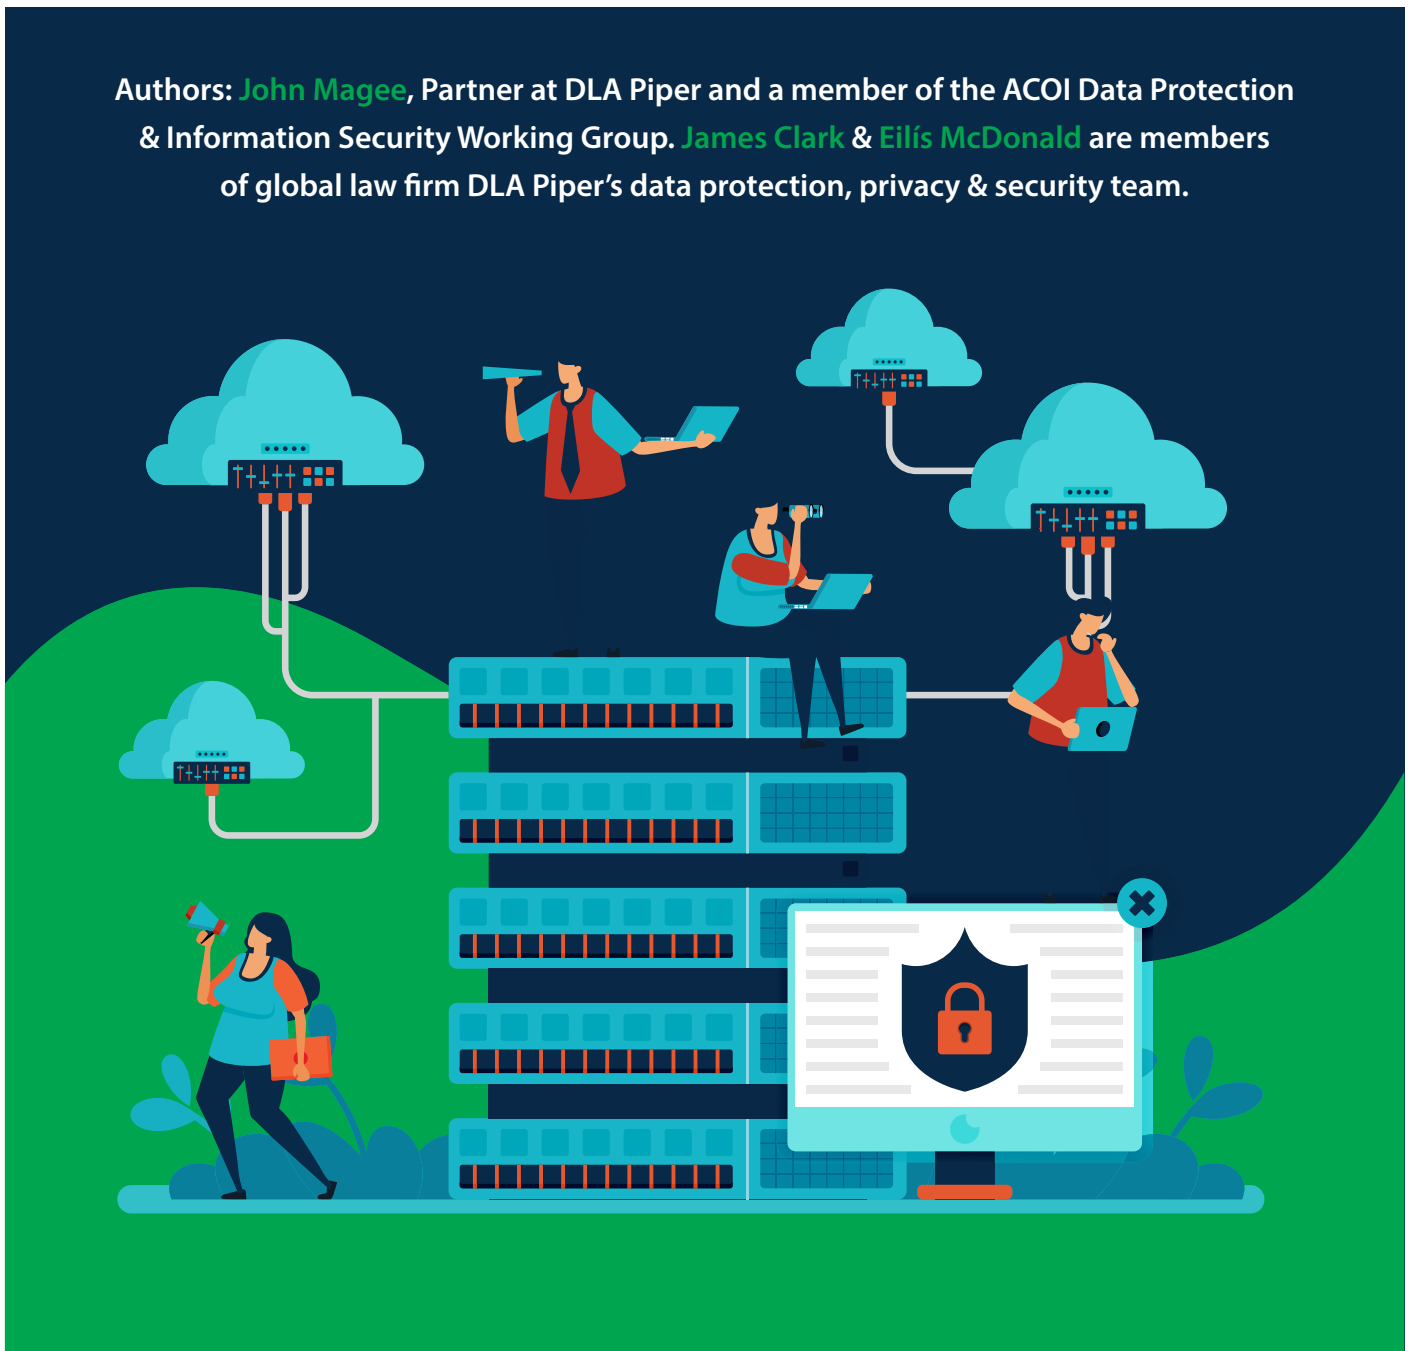 Authors: John Magee, Partner at DLA Piper and a member of the ACOI Data Protection
& Information Security Working Group. James Clark & Eilís McDonald are members
of global law firm DLA Piper’s data protection, privacy & security team.